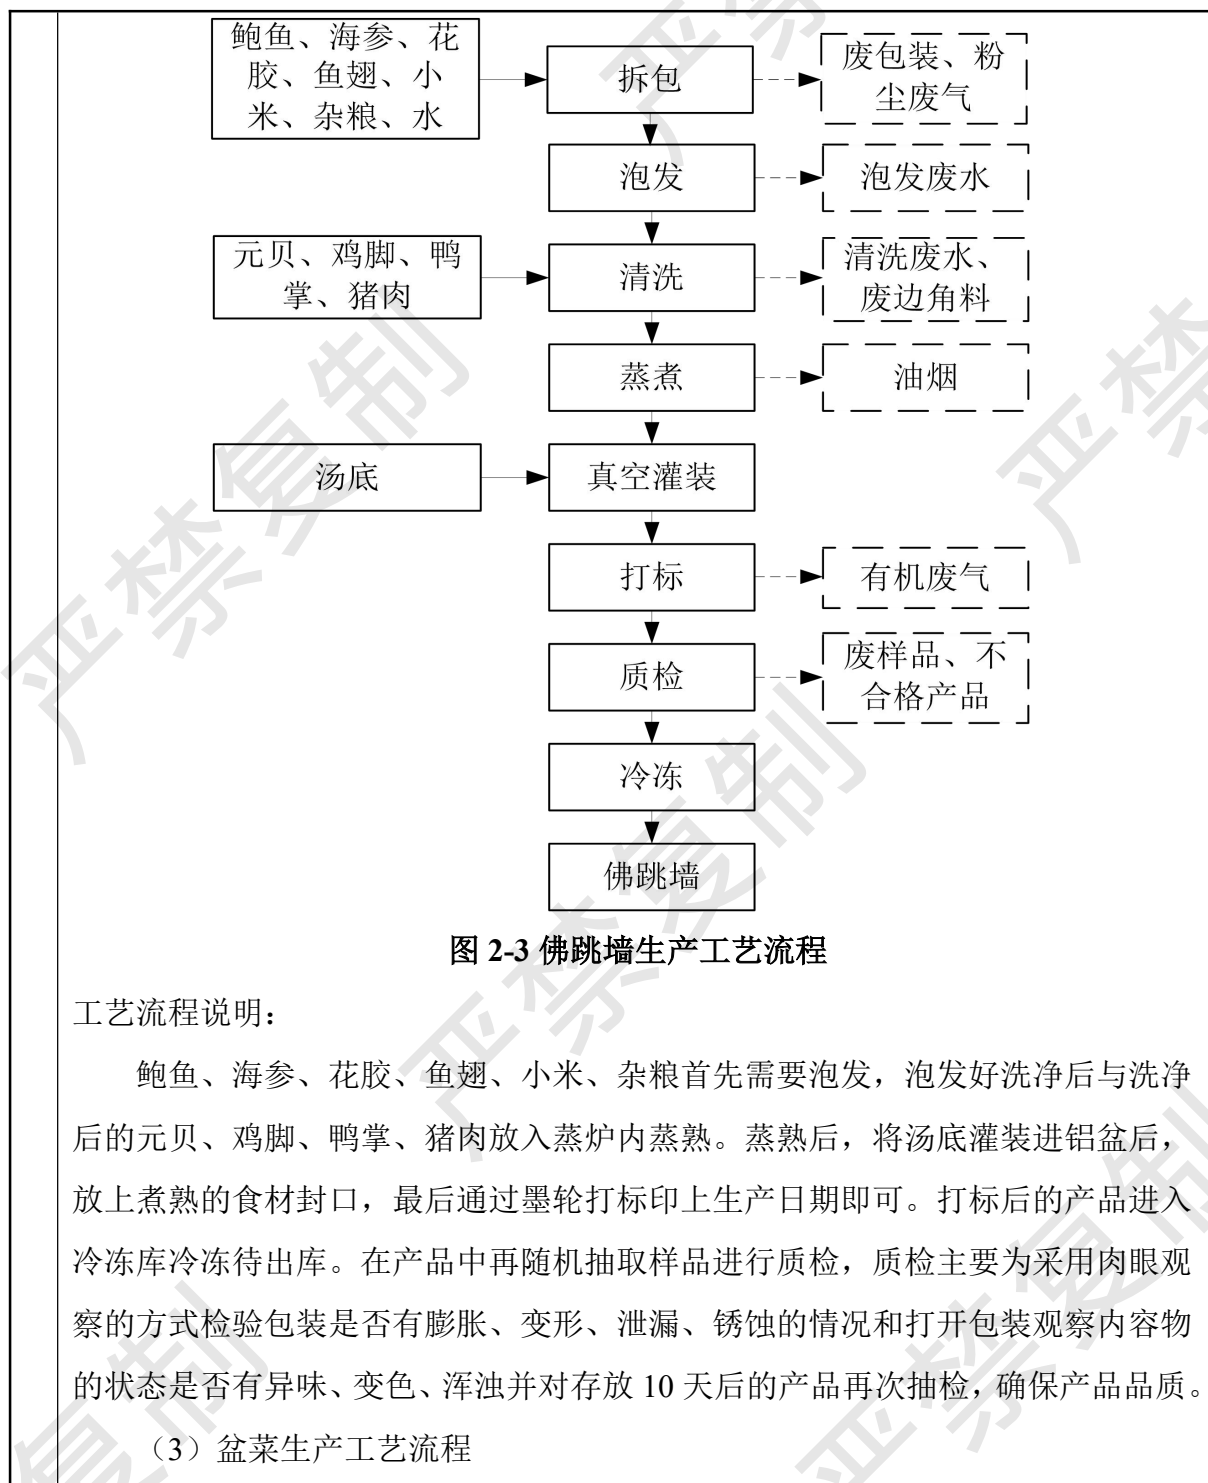 鲍鱼、海参、花
胶、鱼翅、小
米、杂粮、水
拆包
废包装、粉
尘废气
泡发
泡发废水
元贝、鸡脚、鸭
掌、猪肉
清洗
清洗废水、
废边角料
蒸煮
油烟
汤底
真空灌装
打标
有机废气
质检
废样品、不
合格产品
冷冻
佛跳墙
图 2-3 佛跳墙生产工艺流程
工艺流程说明：
鲍鱼、海参、花胶、鱼翅、小米、杂粮首先需要泡发，泡发好洗净后与洗净
后的元贝、鸡脚、鸭掌、猪肉放入蒸炉内蒸熟。蒸熟后，将汤底灌装进铝盆后，
放上煮熟的食材封口，最后通过墨轮打标印上生产日期即可。打标后的产品进入
冷冻库冷冻待出库。在产品中再随机抽取样品进行质检，质检主要为采用肉眼观
察的方式检验包装是否有膨胀、变形、泄漏、锈蚀的情况和打开包装观察内容物
的状态是否有异味、变色、浑浊并对存放 10 天后的产品再次抽检，确保产品品质。
（3）盆菜生产工艺流程
严禁复制
严禁复制
严禁复制